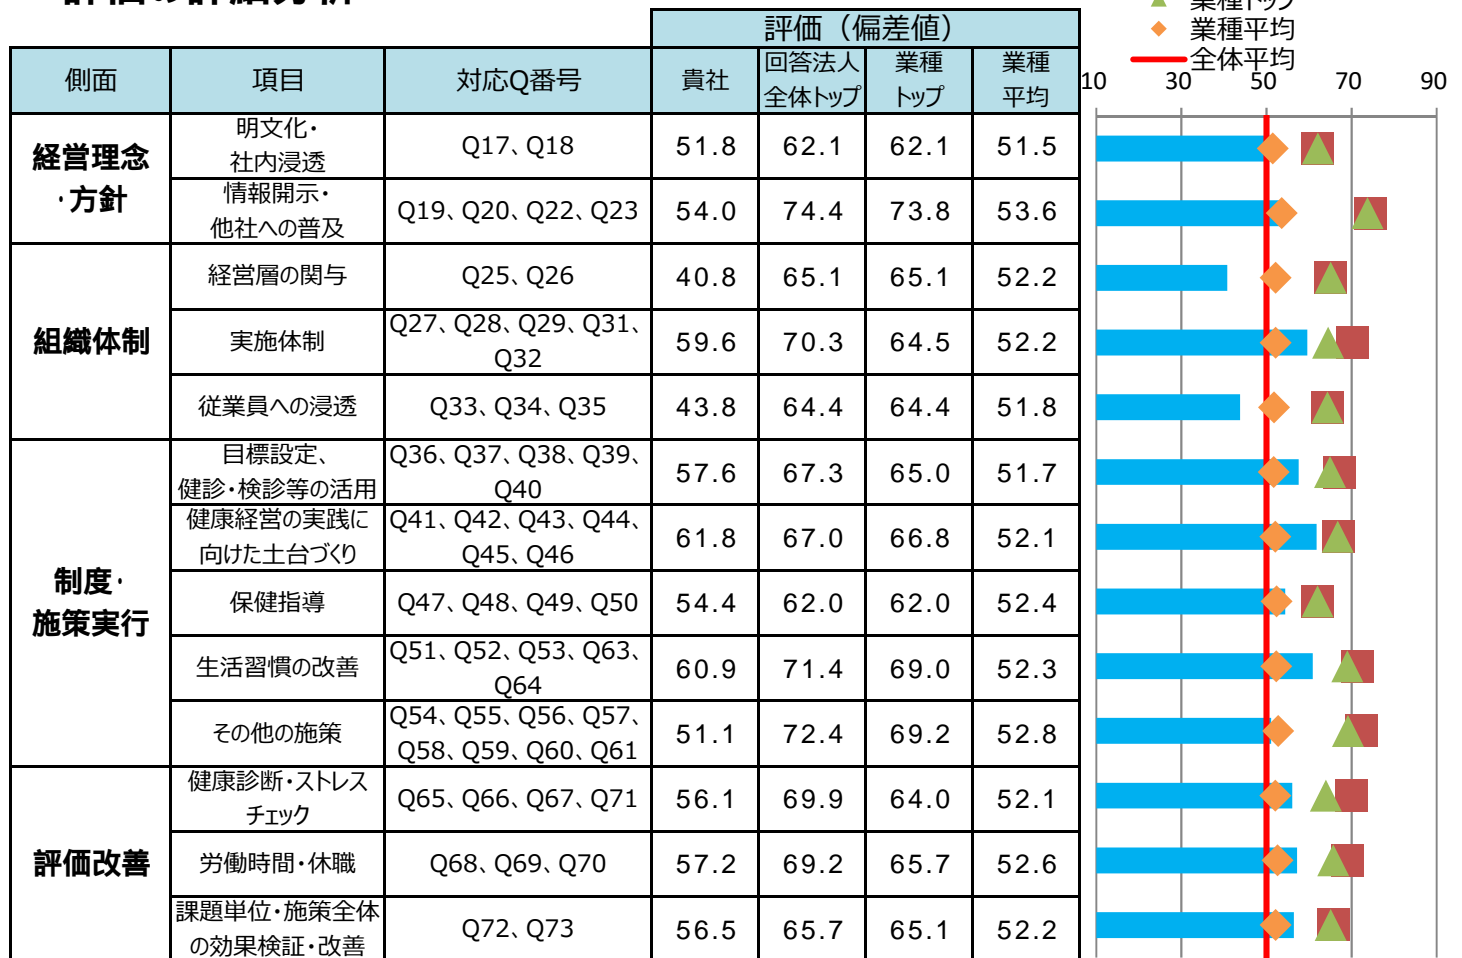 評価の詳細分析
業種トップ
業種平均
全体平均
評価（偏差値）
側面 項目 対応Q番号 貴社 回答法人 業種 業種
全体トップ トップ 平均
10 30 50 70 90
経営理念
・方針
明文化・
社内浸透
Q17、Q18 51.8 62.1 62.1 51.5
情報開示・
他社への普及
Q19、Q20、Q22、Q23 54.0 74.4 73.8 53.6
組織体制
経営層の関与 Q25、Q26 40.8 65.1 65.1 52.2
実施体制
Q27、Q28、Q29、Q31、
Q32
59.6 70.3 64.5 52.2
従業員への浸透 Q33、Q34、Q35 43.8 64.4 64.4 51.8
制度・
施策実行
目標設定、
健診・検診等の活用
Q36、Q37、Q38、Q39、
Q40
57.6 67.3 65.0 51.7
健康経営の実践に
向けた土台づくり
Q41、Q42、Q43、Q44、
Q45、Q46
61.8 67.0 66.8 52.1
保健指導 Q47、Q48、Q49、Q50 54.4 62.0 62.0 52.4
生活習慣の改善
Q51、Q52、Q53、Q63、
Q64
60.9 71.4 69.0 52.3
その他の施策
Q54、Q55、Q56、Q57、
Q58、Q59、Q60、Q61
51.1 72.4 69.2 52.8
評価改善
健康診断・ストレス
チェック
Q65、Q66、Q67、Q71 56.1 69.9 64.0 52.1
労働時間・休職 Q68、Q69、Q70 57.2 69.2 65.7 52.6
課題単位・施策全体
の効果検証・改善
Q72、Q73 56.5 65.7 65.1 52.2